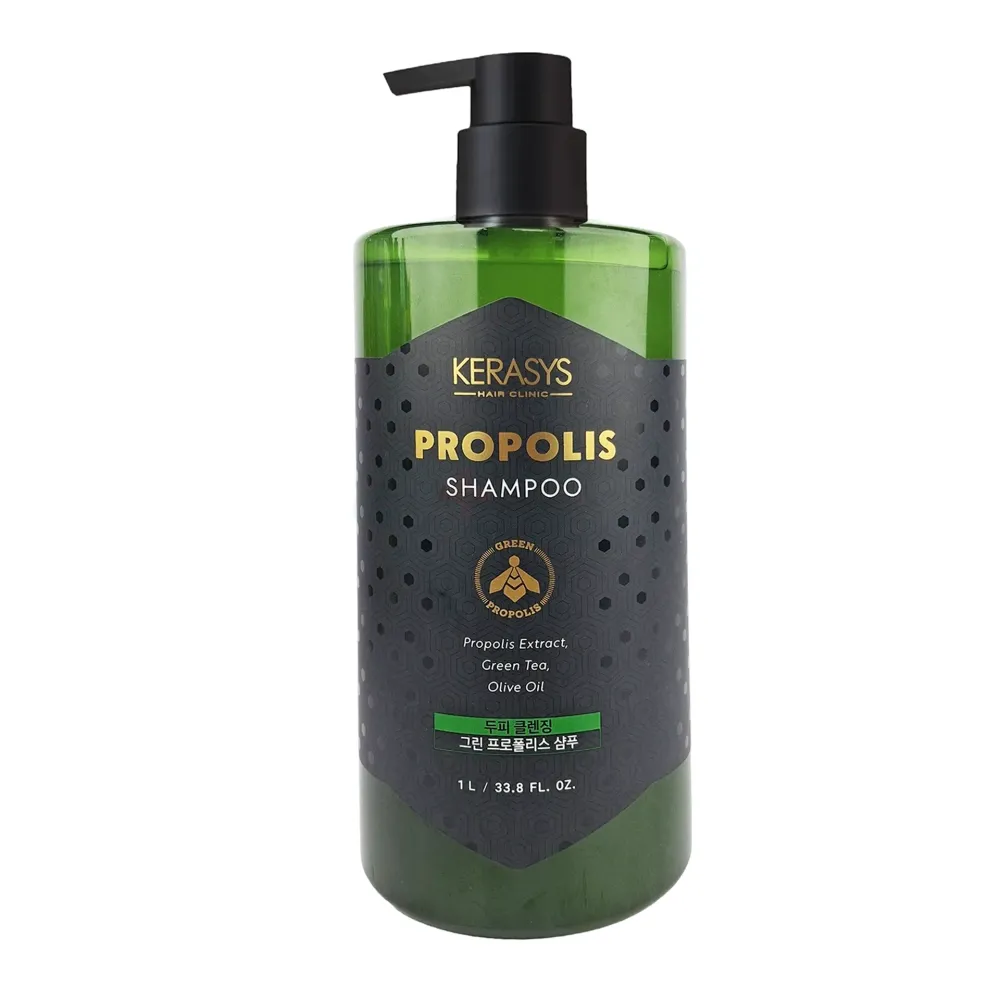 KERASYS
HAIR CLINIC
PROPOLIS
SHAMPOO
GREEN
PROPOLIS
Propolis Extract,
Green Tea,
Olive Oil
두피 클렌징
그린 프로폴리스 샴푸
1 L / 33.8 FL. OZ.